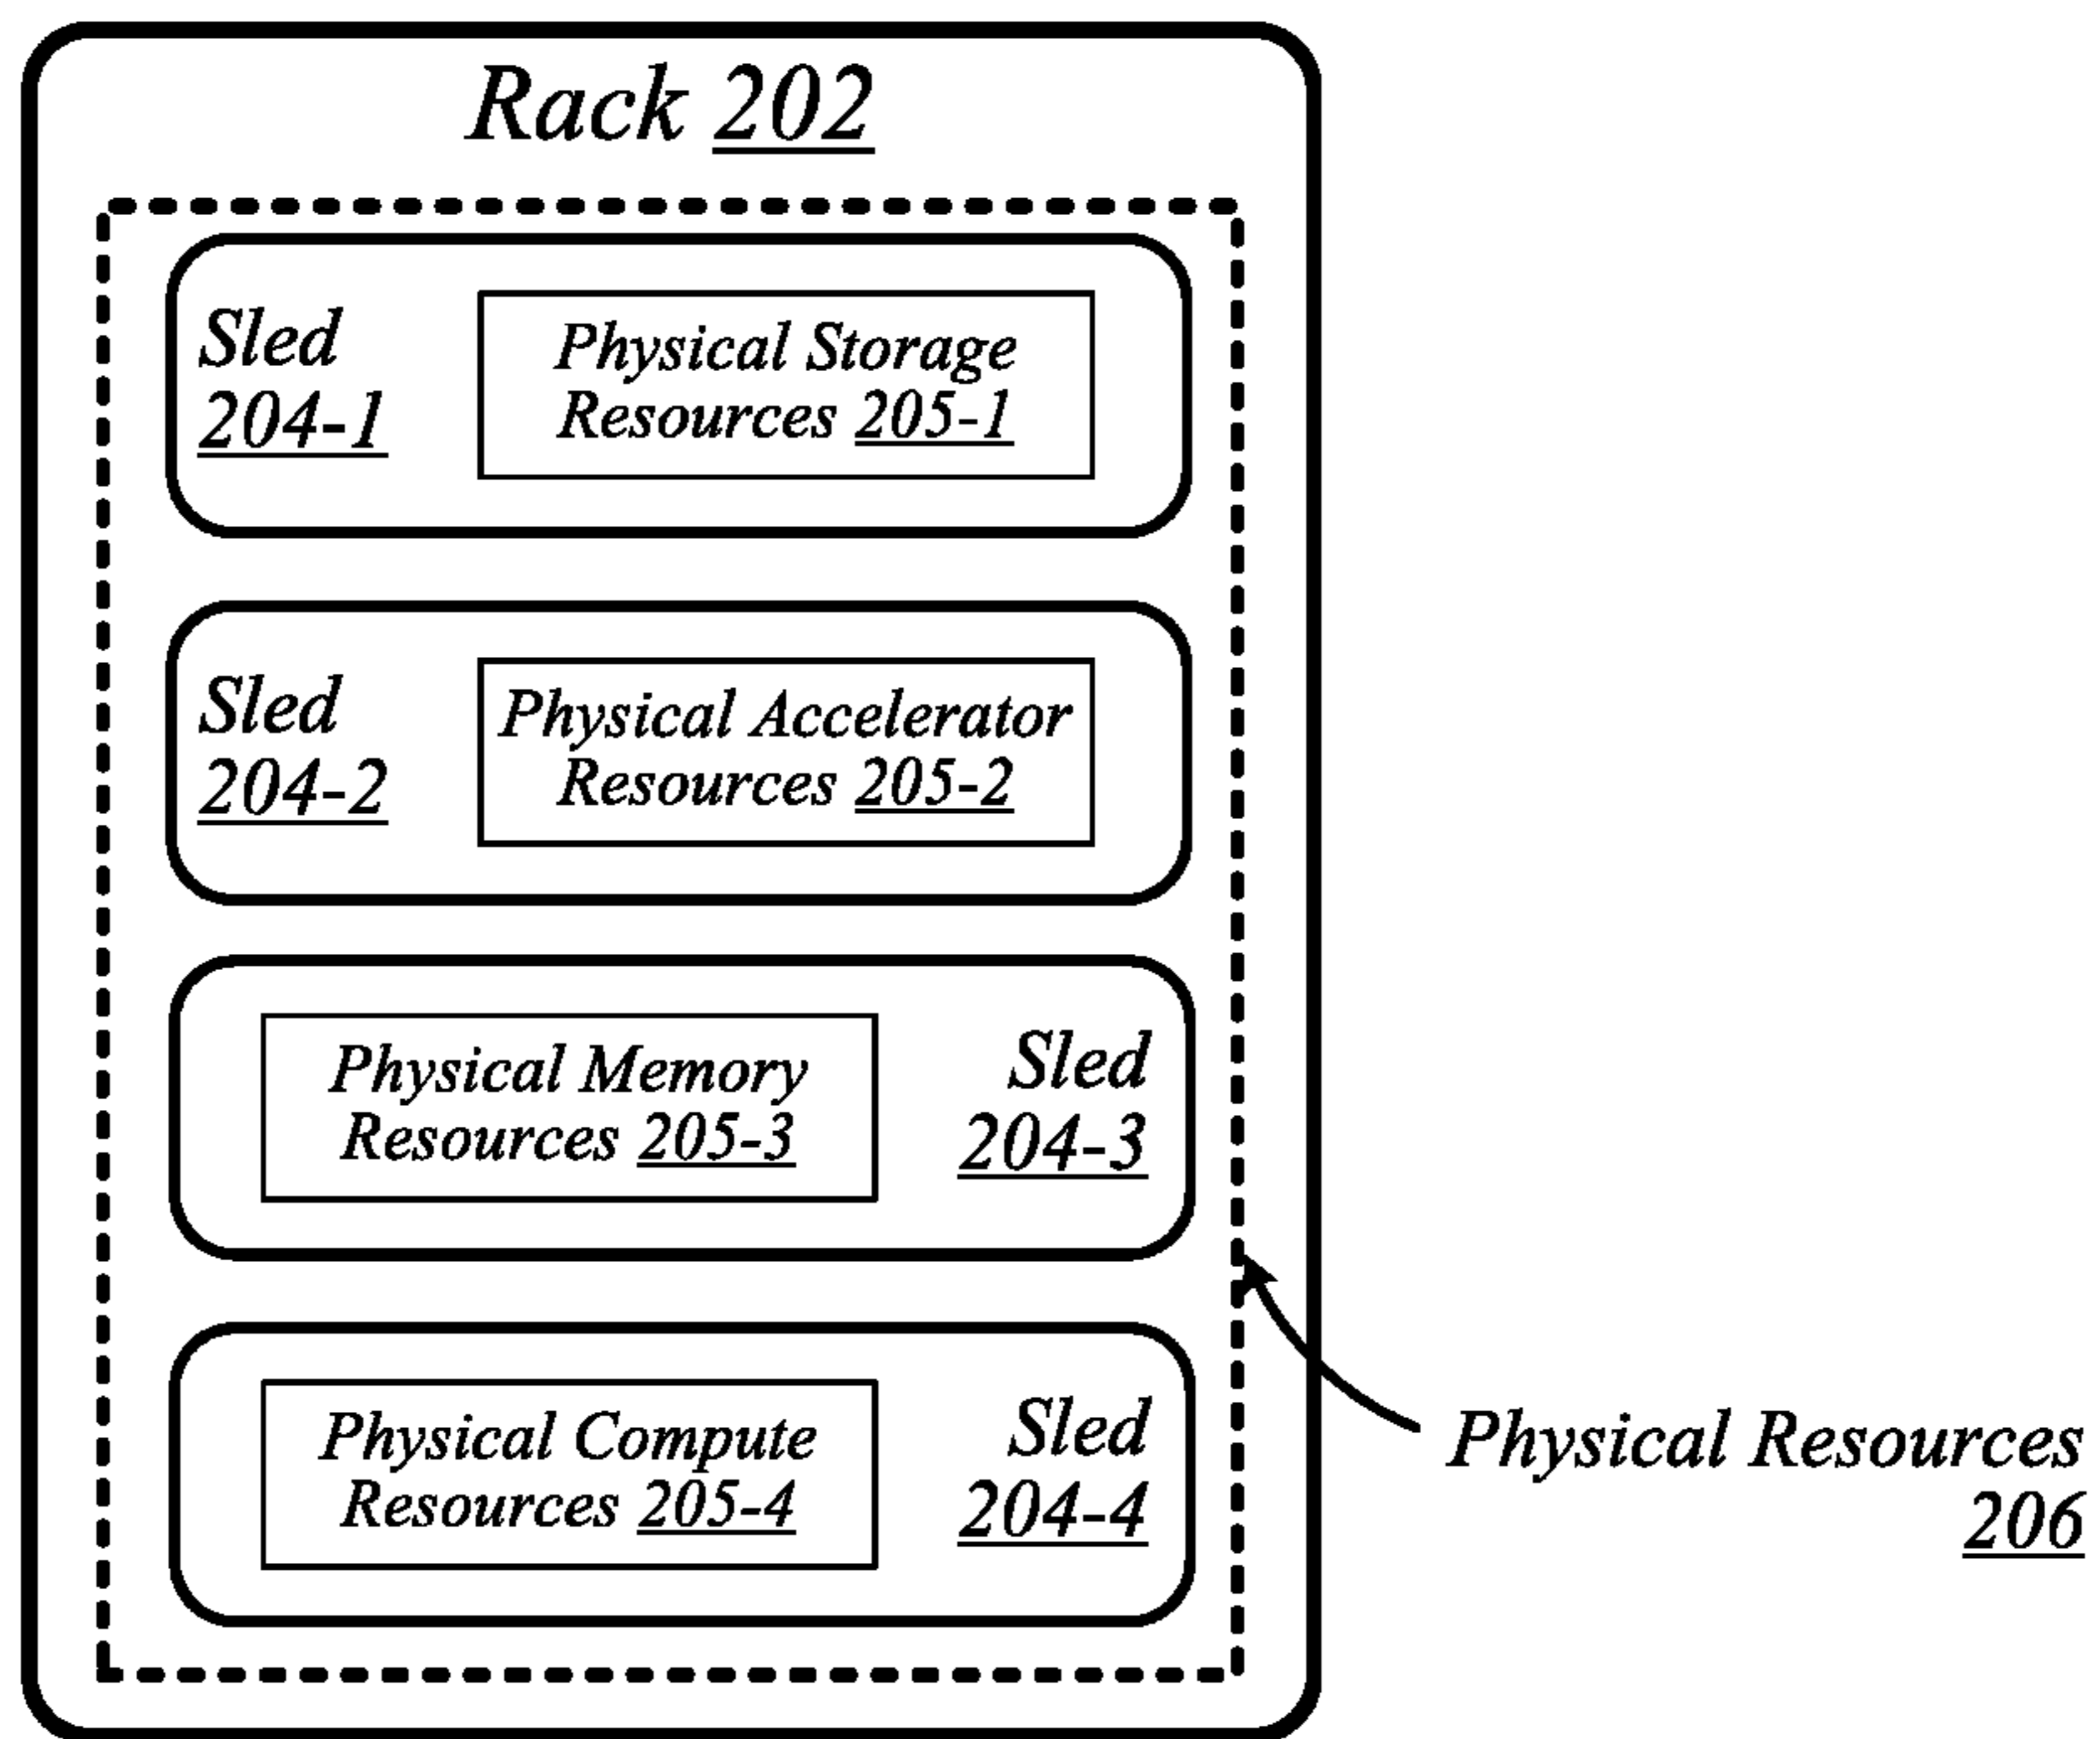 Rack 202
Sled
204-1
Physical Storage
Resources 205-1
Sled
204-2
Physical Accelerator
Resources 205-2
Physical Memory
Resources 205-3
Sled
204-3
Physical Compute
Resources 205-4
Sled
204-4
Physical Resources
206